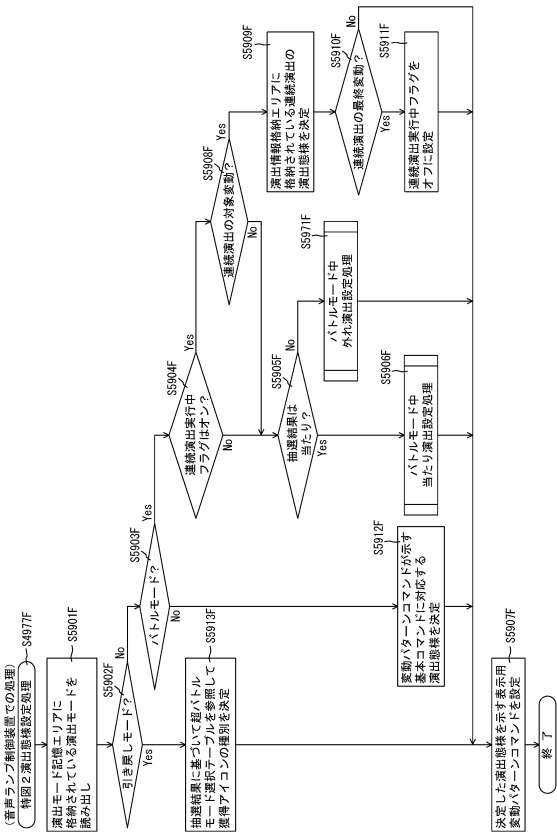 (音声ランプ制御装置での処理)
特図2演出態様設定処理
S4977F
演出モード記憶エリアに
格納されている演出モードを
読み出し
S5901F
引き戻しモード?
S5902F
No
Yes
抽選結果に基づいて超バトル
モード選択テーブルを参照して
獲得アイコンの種別を決定
S5913F
バトルモード?
S5903F
Yes
No
変動パターンコマンドが示す
基本コマンドに対応する
演出態様を決定
S5912F
連続演出実行中
フラグはオン?
S5904F
Yes
No
抽選結果は
当たり?
S5905F
No
Yes
バトルモード中
当たり演出設定処理
S5906F
バトルモード中
外れ演出設定処理
S5971F
連続演出の対象変動?
S5908F
Yes
No
演出情報格納エリアに
格納されている連続演出の
演出態様を決定
S5909F
連続演出の最終変動?
S5910F
No
Yes
連続演出実行中フラグを
オフに設定
S5911F
決定した演出態様を示す表示用
変動パターンコマンドを設定
S5907F
終了